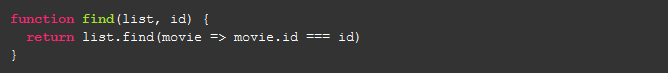 function find(list, id) {
  return list.find(movie => movie.id === id)
}